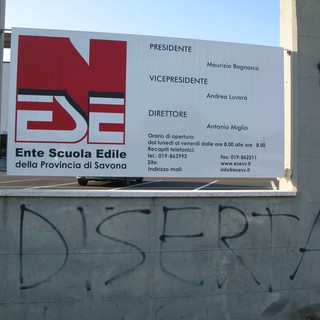 ESE
Ente Scuola Edile
della Provincia di Savona
PRESIDENTE
Maurizio Bagnasco
VICEPRESIDENTE
Andrea Luvarà
DIRETTORE
Antonio Miglio
Orario di apertura:
dal lunedì al venerdì dalle ore 8.00 alle ore 8.00
Recapiti telefonici:
tel.: 019-862992 fax: 019-862211
Sito: www.esesv.it
Indirizzo mail: info@esesv.it
DISERTA